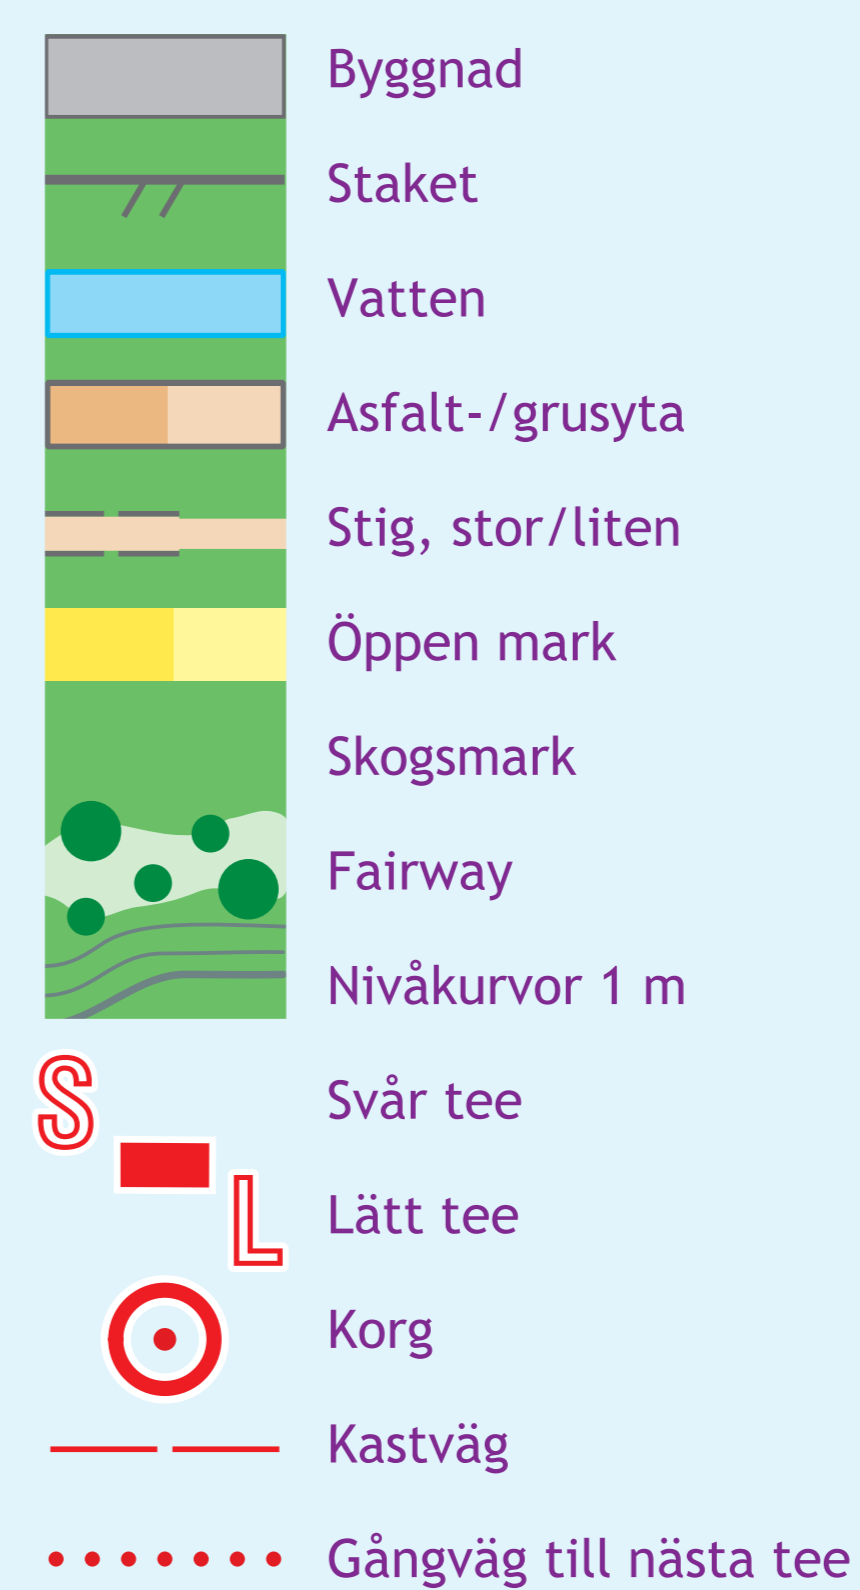 Byggnad
Staket
Vatten
Asfalt-/grusyta
Stig, stor/liten
Öppen mark
Skogsmark
Fairway
Nivåkurvor 1 m
S Svår tee
L Lätt tee
Korg
Kastväg
Gångväg till nästa tee